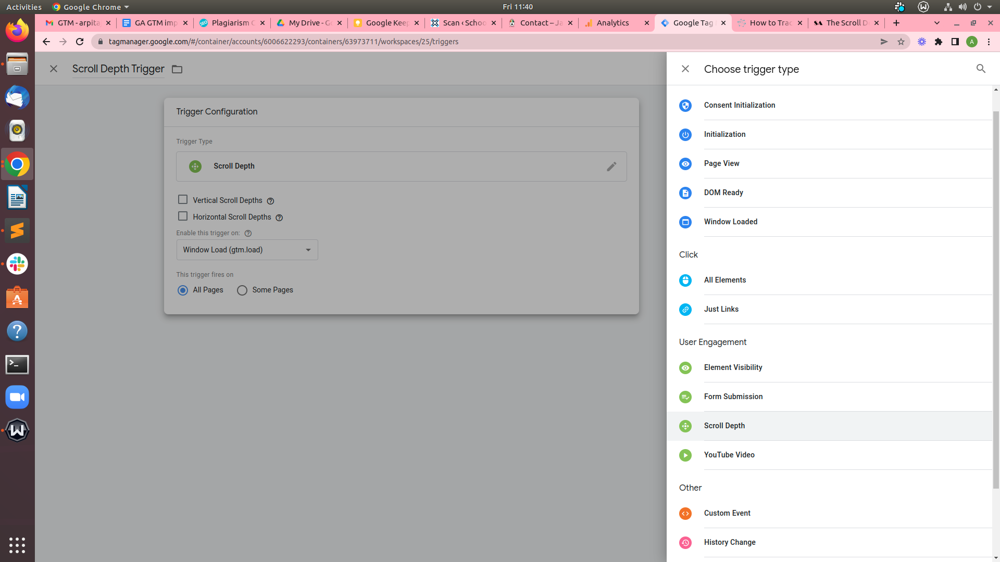 Activities
Google Chrome
Fri 11:40
GTM - arpita
GA GTM imp
Plagiarism C
My Drive - Go
Google Keep
Scan ‹ Schoo
Contact – Ja
Analytics
Google Tag
How to Trac
The Scroll D
tagmanager.google.com/#/container/accounts/6006622293/containers/63973711/workspaces/25/triggers
A
Scroll Depth Trigger
Trigger Configuration
Trigger Type
Scroll Depth
Vertical Scroll Depths
Horizontal Scroll Depths
Enable this trigger on:
Window Load (gtm.load)
This trigger fires on
All Pages
Some Pages
Choose trigger type
Consent Initialization
Initialization
Page View
DOM Ready
Window Loaded
Click
All Elements
Just Links
User Engagement
Element Visibility
Form Submission
Scroll Depth
YouTube Video
Other
Custom Event
History Change